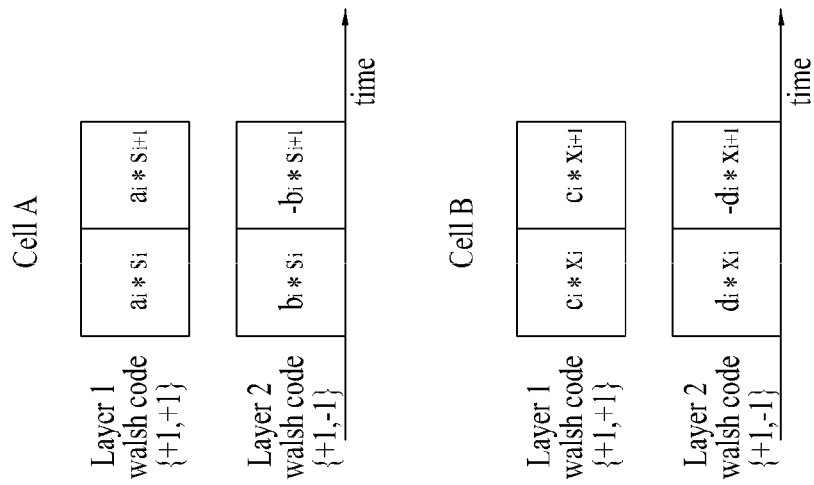 Cell A
Layer 1
walsh code
{+1,+1}
ai * si
ai * si+1
Layer 2
walsh code
{+1,-1}
bi * si
-bi * si+1
time
Cell B
Layer 1
walsh code
{+1,+1}
ci * xi
ci * xi+1
Layer 2
walsh code
{+1,-1}
di * xi
-di * xi+1
time